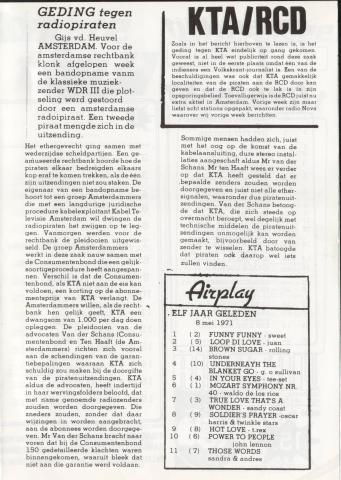 GEDING tegen
radiopiraten
Gijs vd. Heuvel
AMSTERDAM. Voor de
amsterdamse rechtbank
klonk afgelopen week
een bandopname vanm
de klassieke muziek-
zender WDR III die plot-
seling werd gestoord
door een amsterdamse
radiopiraat. Een tweede
piraat mengde zich in de
uitzending.
Het ethergevecht ging samen met
wederzijdse scheldpartijen. Een ge-
amuseerde rechtbank hoorde hoe de
piraten elkaar bedreigden elkaars
op straf te komen trekken, als de één
zijn uitzendingen niet zou staken. De
eigenaar van een bandopname be-
hoort tot een groep Amsterdammers
die met een langdurige juridische
procedure kabelexploitant Kabel Te-
levisie Amsterdam wil dwingen de
radiopiraten het zwijgen op te leg-
gen. Vanmorgen werden voor de
rechtbank de pleidooien uitgewis-
seld. De groep Amsterdammers
werkt in deze zaak nauw samen met
de Consumentenbond die een gelijk-
soortige procedure heeft aangespan-
nen. Verschil is dat de Consumen-
tenbond, als KTA niet aan de eis kan
voldoen, een korting op de abonne-
mentsprijs van KTA verlangt. De
Amsterdammers willen, als de recht-
bank hen gelijk geeft, KTA een
dwangsom van 1.000 per dag doen
opleggen. De pleidooien van de
advocaten Van der Schans (Consu-
mentenbond en Ten Haaft (de Am-
sterdammers) richten zich vooral
aan de schendingen van de garan-
tiebepalingen waaraan KTA zich
schuldig zou maken bij de doorgifte
van de piratenuitzendingen. KTA
aldus de advocaten, heeft indertijd
in haar wervingsfolders beloofd, dat
met name genoemde radiozenders
zouden worden doorgegeven. Die
zneders zouden, zonder dat daar
wijzingen in worden aangebracht,
aan de abonnees worden doorgege-
ven. Mr Van der Schans bracht naar
voren dat bij de Consumentenbond
150 gedetailleerde klachten waren
binnengekomen, waaruit bleek dat
niet aan die garantie werd voldaan.
KTA/RCD
Zoals in het bericht hierboven te lezen is, is het
geding tegen KTA eindelijk op gang gekomen.
Vooral is al heel wat publiciteit rond deze zaak
geweest, niet in de eerste plaats omdat één van de
indieners een Volkskrant-journalist is. Een van de
beschuldigingen was ook dat KTA gemakkelijk
localiteiten van de piraten aan de RCD door kan
geven en dat de RCD ook te lak is in zijn
opsporingsbeleid. Toevalligerwijs is de RCD juist nu
extra aktief in Amsterdam. Vorige week zijn maar
liefst acht stations opgepakt, waaronder radio Nova
waarover wij vorige week berichtten.
Sommige mensen hadden zich, juist
met het oog op de komst van de
kabelaansluiting, dure stereo instal-
laties aangeschaft aldus Mr van der
Schans. Mr ten Haaft wees er verder
op dat KTA heeft gesteld dat er
bepaalde zenders zouden worden
doorgegeven en juist niet alle ether-
signalen, waaronder dus piratenuit-
zendingen. Van der Schans betoog-
de dat KTA, die zich steeds op
overmacht beroept, wel degelijk met
technische middelen de piratenuit-
zendingen onmogelijk kan worden
gemaakt, bijvoorbeeld door van
zender te wisselen. KTA betoogde
dat piraten ook daarop wel iets
zullen vinden.
Airplay
ELF JAAR GELEDEN
8 mei 1971
1 ( 2) FUNNY FUNNY - sweet
2 ( 5) LOOP DI LOVE - juan
3 (14) BROWN SUGAR - rolling
stones
4 (10) UNDERNEAYH THE
BLANKET GO - g. o sullivan
5 ( 4) IN YOUR EYES - tee-set
6 ( 1) MOZART SYMPHONY NR.
40 - waldo de los rios
7 ( 3) TRUE LOVE THAT'S A
WONDER - sandy coast
8 ( 9) SOLDIER'S PRAYER - oscar
harris & twinkle stars
9 ( 8) HOT LOVE - t.rex
10 ( 6) POWER TO PEOPLE
john lennon
11 ( 7) THOSE WORDS
sandra & andres